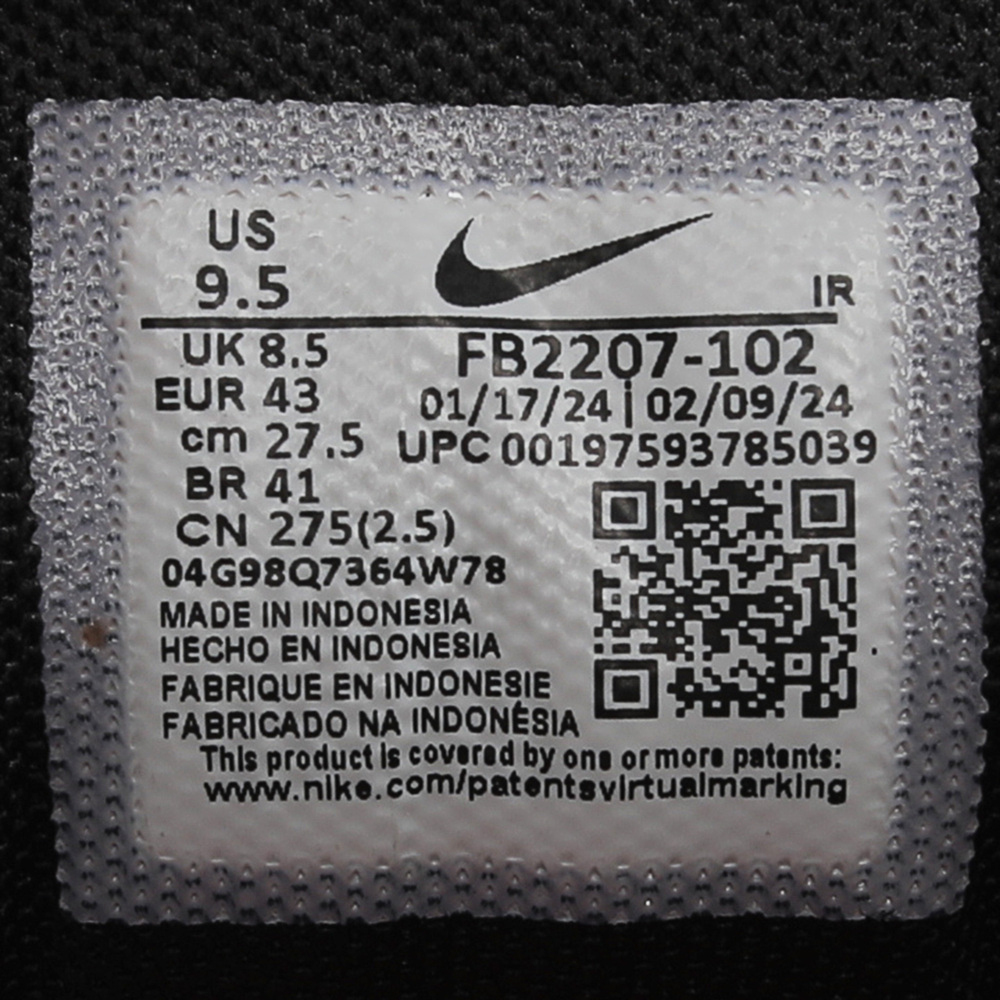 US
9.5
IR
UK 8.5
FB2207-102
EUR 43
01/17/24 | 02/09/24
cm 27.5
UPC 00197593785039
BR 41
CN 275(2.5)
04G98Q7364W78
MADE IN INDONESIA
HECHO EN INDONESIA
FABRIQUE EN INDONESIE
FABRICADO NA INDONÉSIA
This product is covered by one or more patents:
www.nike.com/patentsvirtualmarking